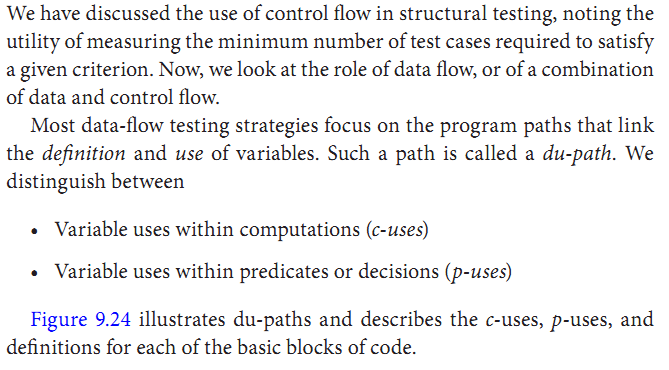 We have discussed the use of control flow in structural testing, noting the
utility of measuring the minimum number of test cases required to satisfy
a given criterion. Now, we look at the role of data flow, or of a combination
of data and control flow.
Most data-flow testing strategies focus on the program paths that link
the definition and use of variables. Such a path is called a du-path. We
distinguish between
• Variable uses within computations (c-uses)
• Variable uses within predicates or decisions (p-uses)
Figure 9.24 illustrates du-paths and describes the c-uses, p-uses, and
definitions for each of the basic blocks of code.